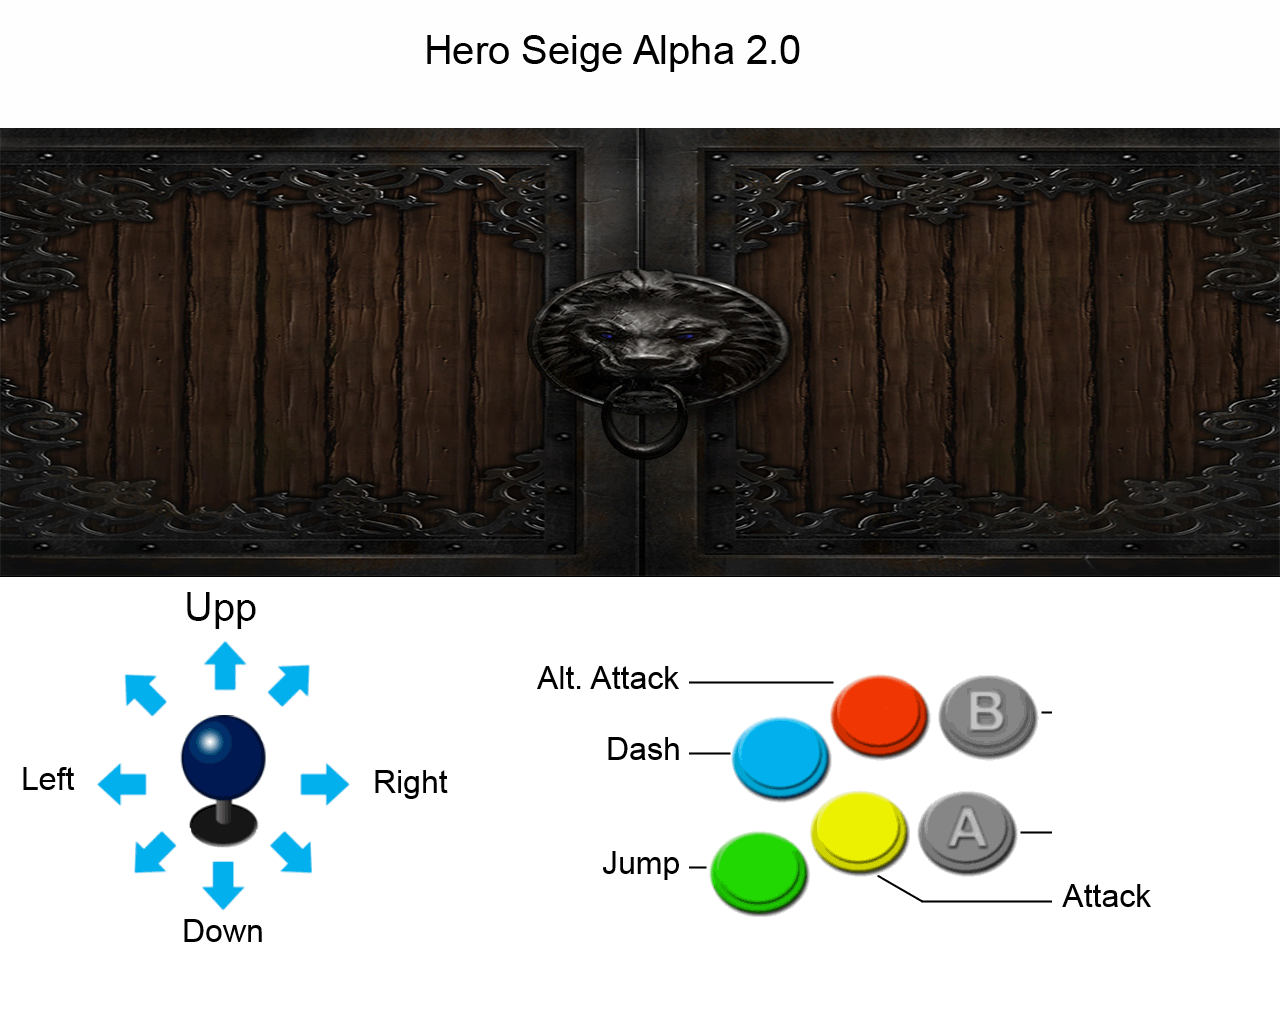 Hero Seige Alpha 2.0
Upp
Left
Right
Down
Alt. Attack
B
Dash
A
Jump
Attack